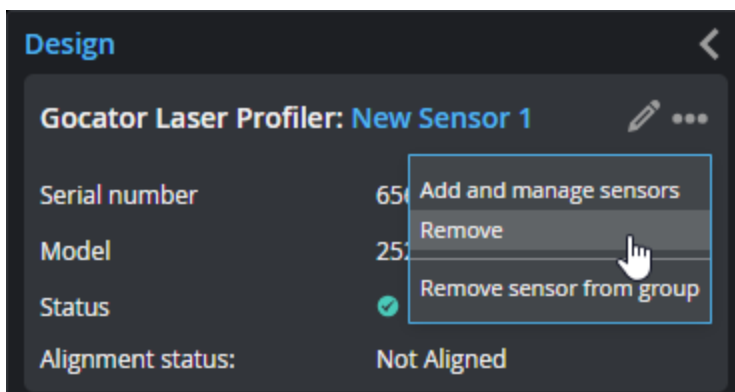 Design
Gocator Laser Profiler: New Sensor 1
Serial number
Add and manage sensors
Model
Remove
Status
Remove sensor from group
Alignment status: Not Aligned